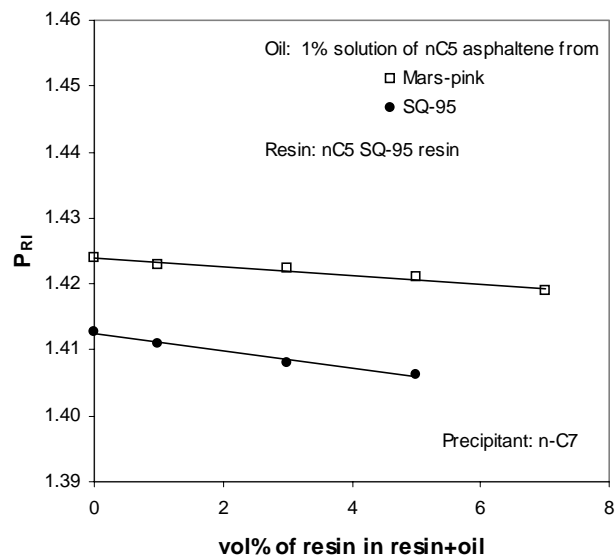 1.46
Oil: 1% solution of nC5 asphaltene from
Mars-pink
1.45
SQ-95
1.44
Resin: nC5 SQ-95 resin
1.43
PRI
1.42
1.41
1.40
Precipitant: n-C7
1.39
0 2 4 6 8
vol% of resin in resin+oil